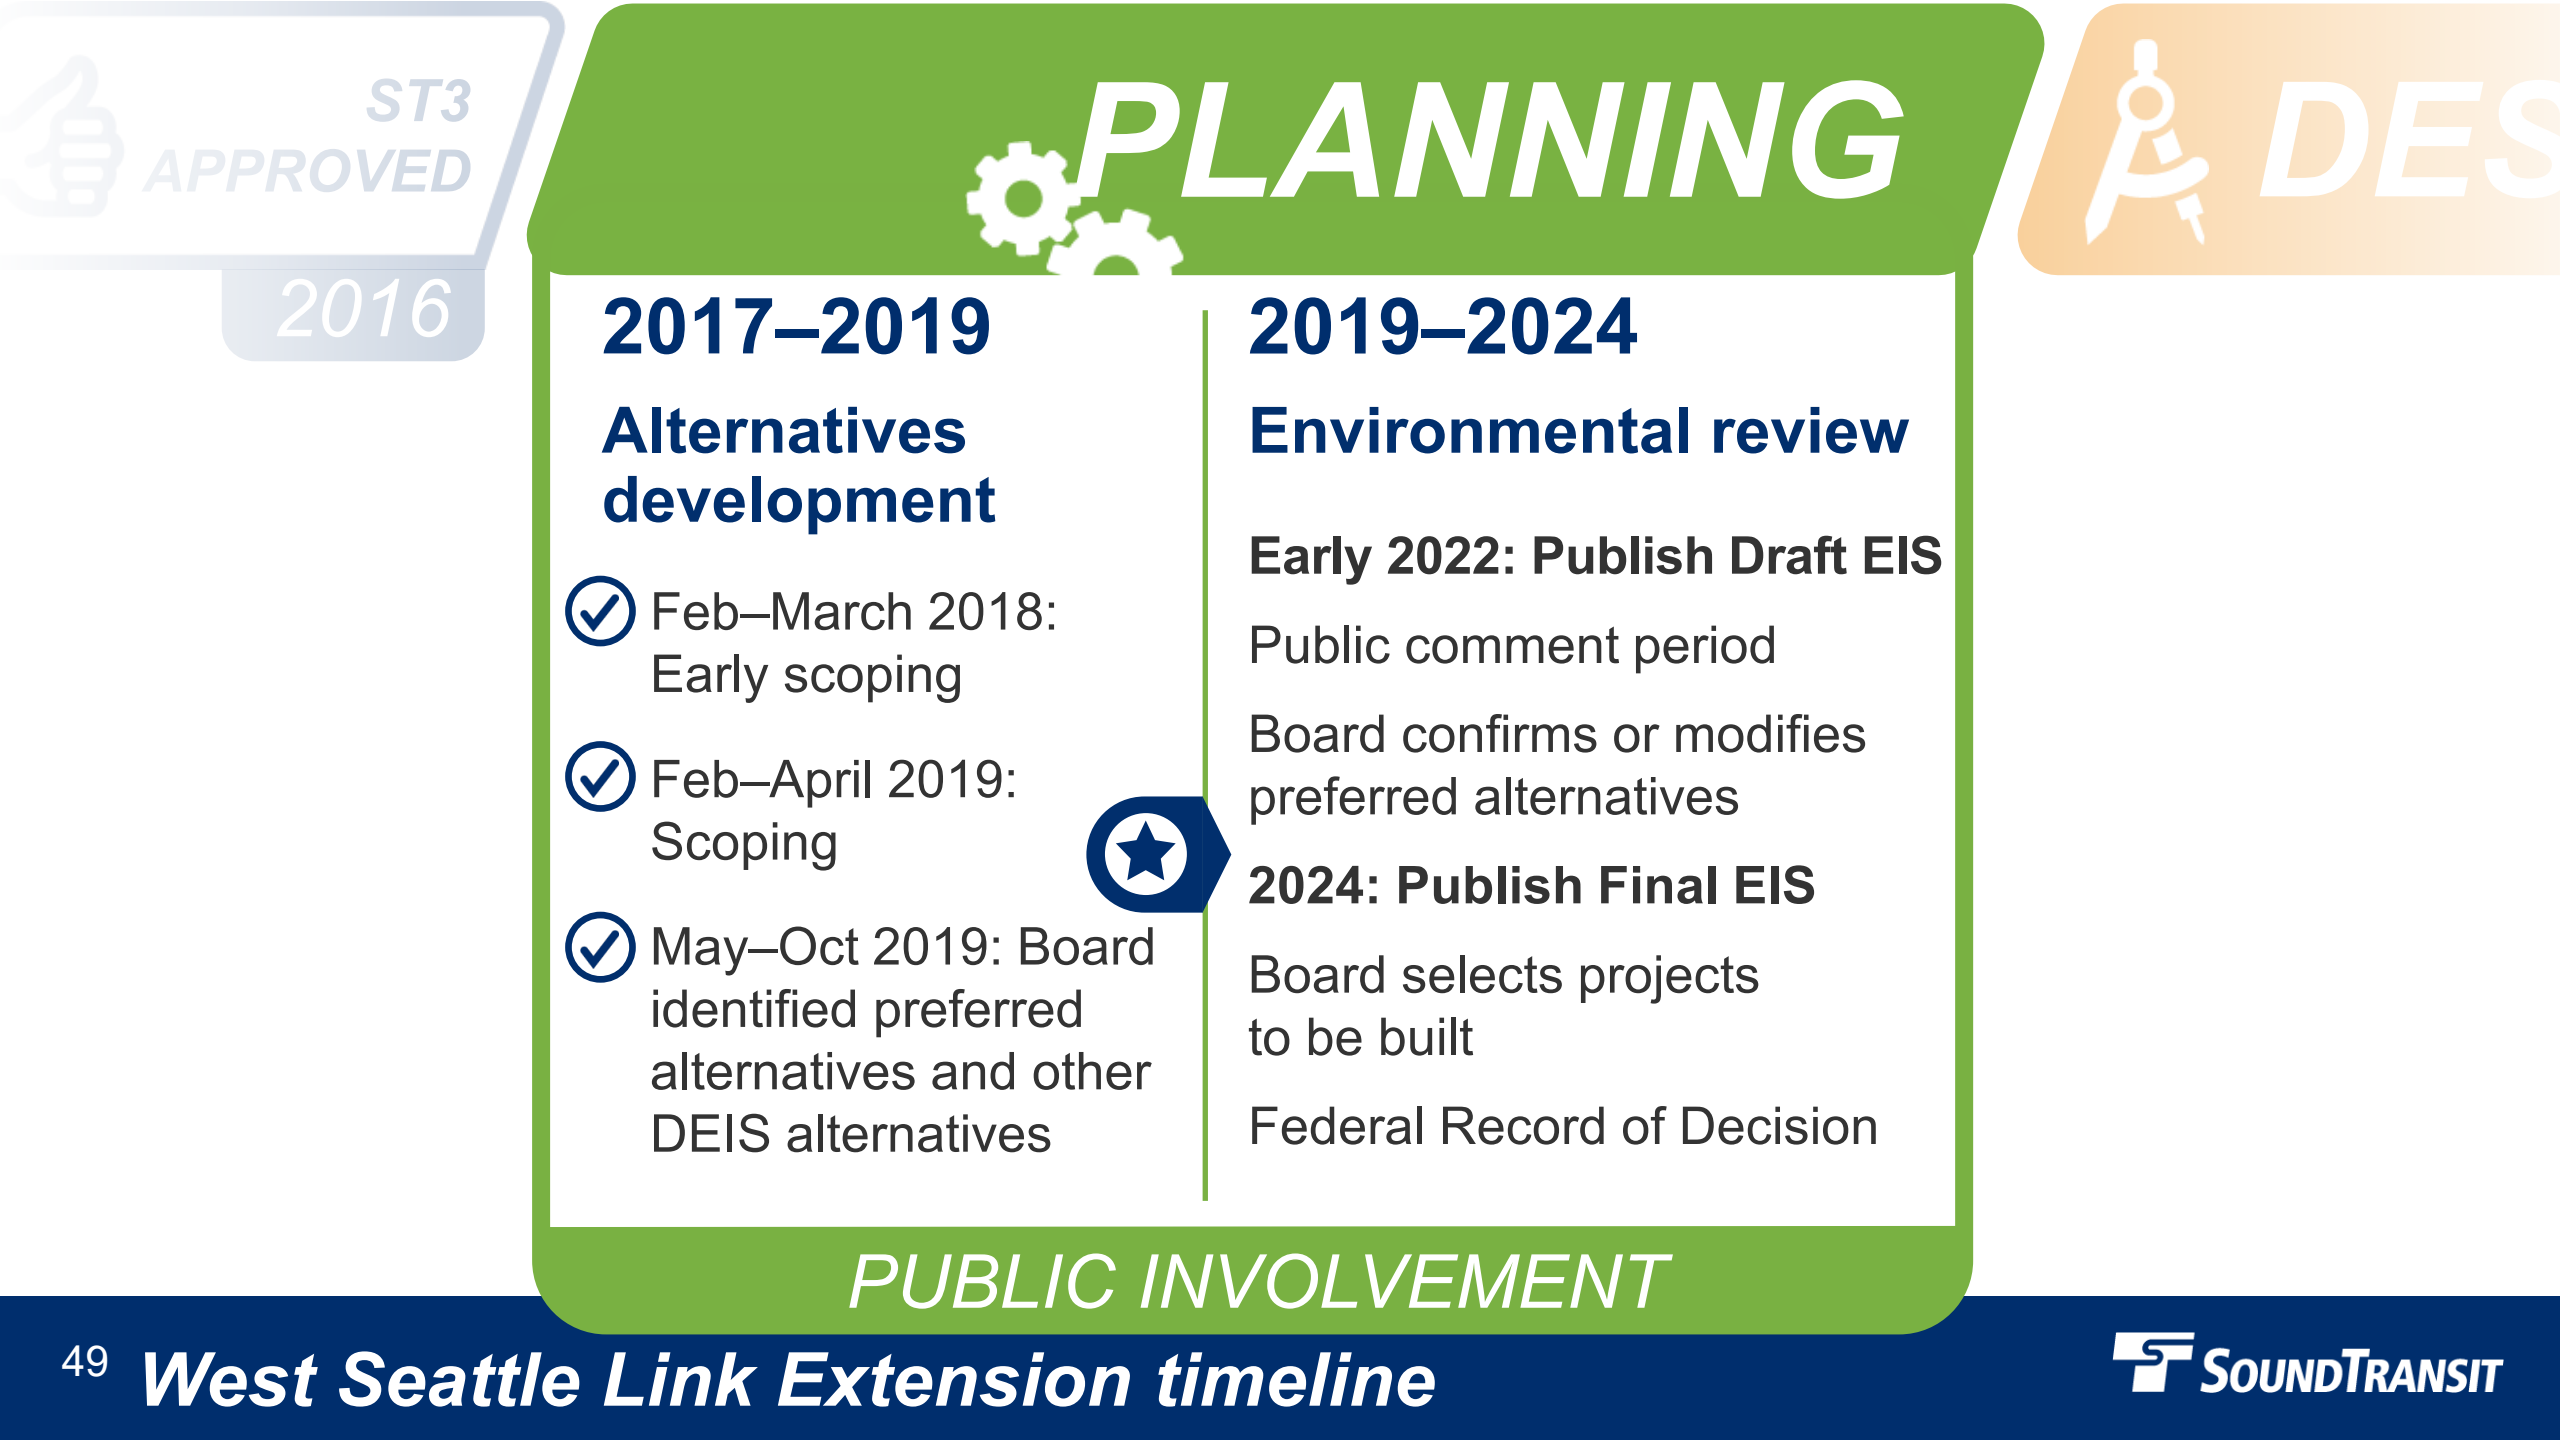 ST3
APPROVED
2016
PLANNING
DES
2017–2019
Alternatives
development
Feb–March 2018:
Early scoping
Feb–April 2019:
Scoping
May–Oct 2019: Board
identified preferred
alternatives and other
DEIS alternatives
2019–2024
Environmental review
Early 2022: Publish Draft EIS
Public comment period
Board confirms or modifies
preferred alternatives
2024: Publish Final EIS
Board selects projects
to be built
Federal Record of Decision
PUBLIC INVOLVEMENT
49 West Seattle Link Extension timeline
SOUNDTRANSIT